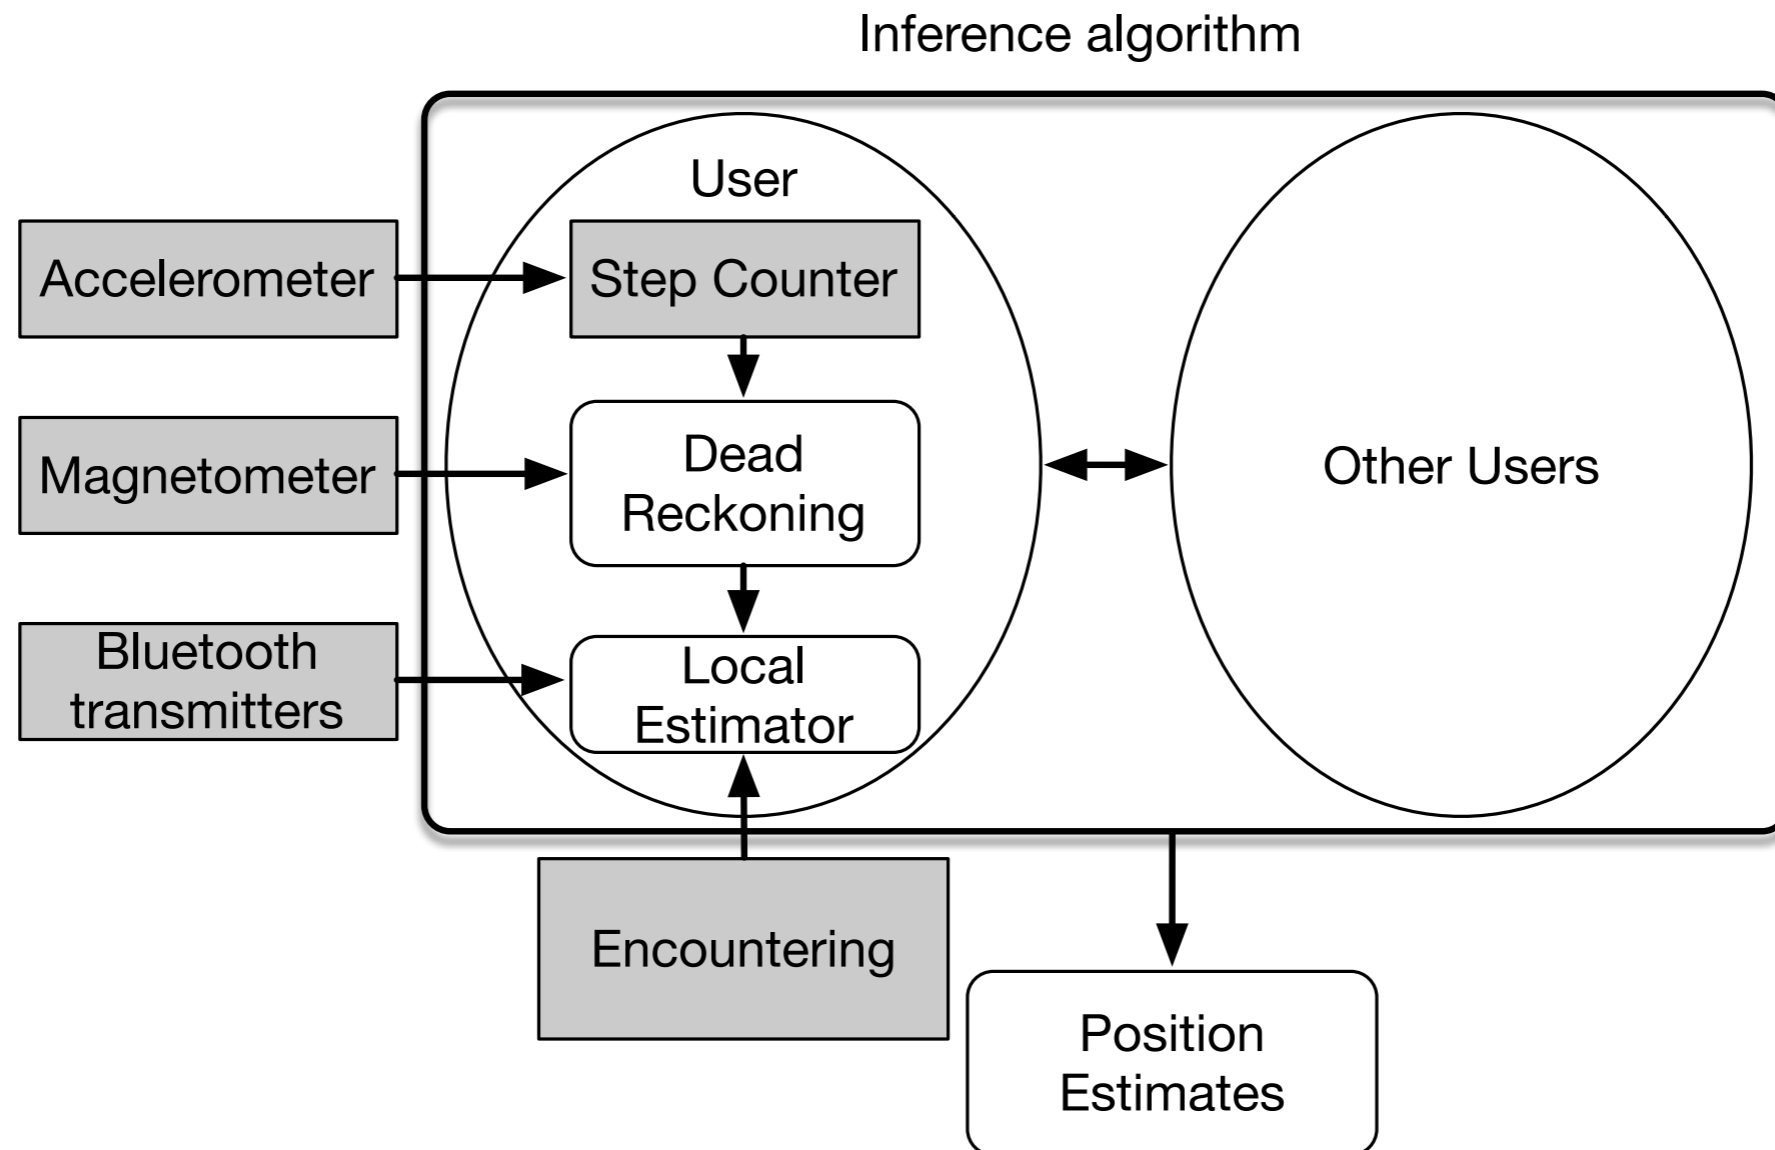 Inference algorithm
User
Accelerometer
Step Counter
Magnetometer
Dead
Reckoning
Other Users
Bluetooth
transmitters
Local
Estimator
Encountering
Position
Estimates